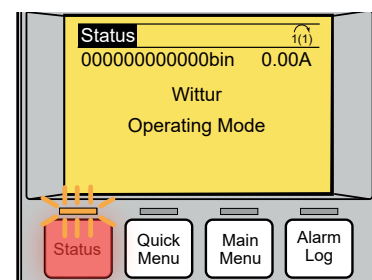 Status 1(1)
000000000000bin 0.00A
Wittur
Operating Mode
Status Quick Menu Main Menu Alarm Log